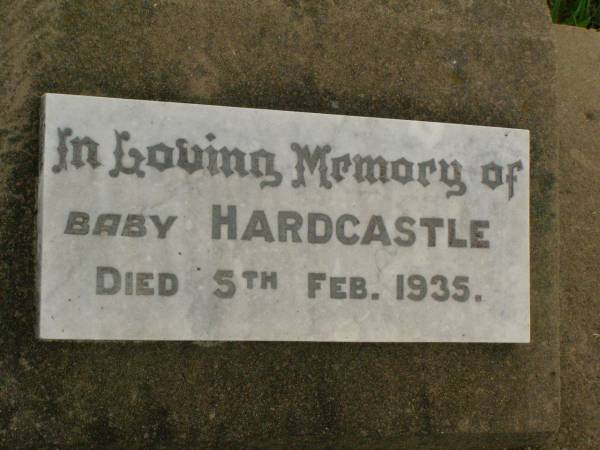 In Loving Memory of
BABY HARDCASTLE
DIED 5TH FEB. 1935.